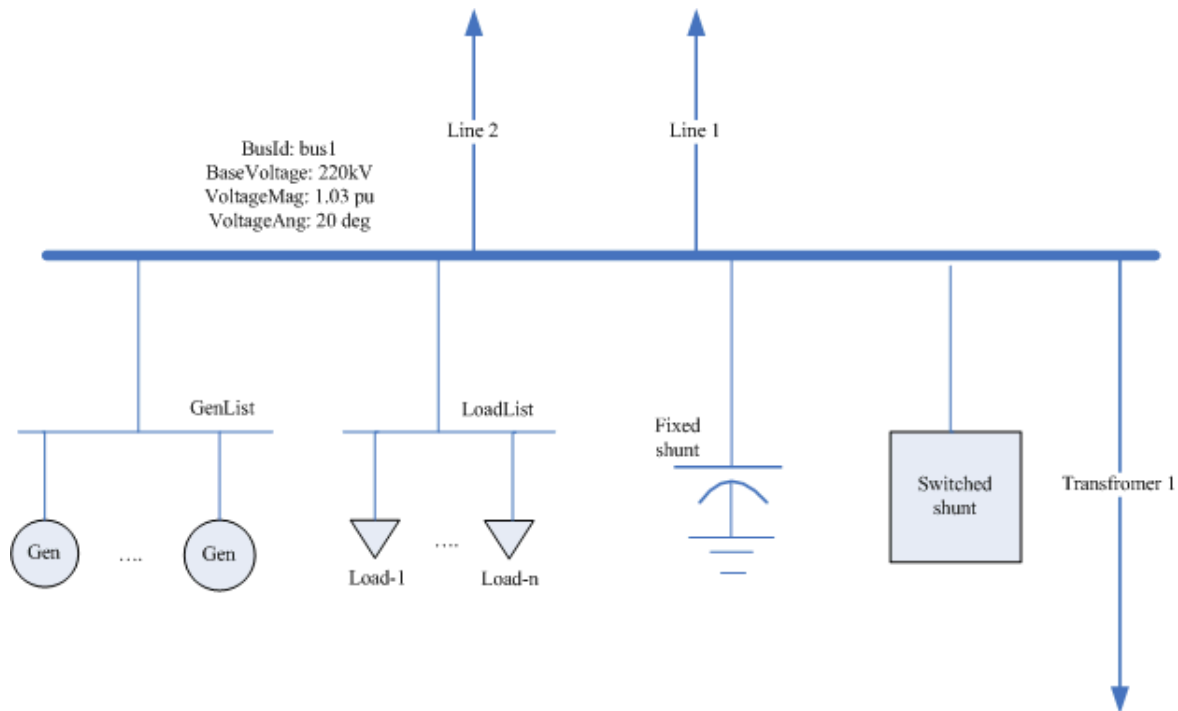 Line 2
Line 1
BusId: bus1
BaseVoltage: 220kV
VoltageMag: 1.03 pu
VoltageAng: 20 deg
GenList
LoadList
Fixed
shunt
Switched
shunt
Transfromer 1
Gen
....
Gen
....
Load-1
Load-n